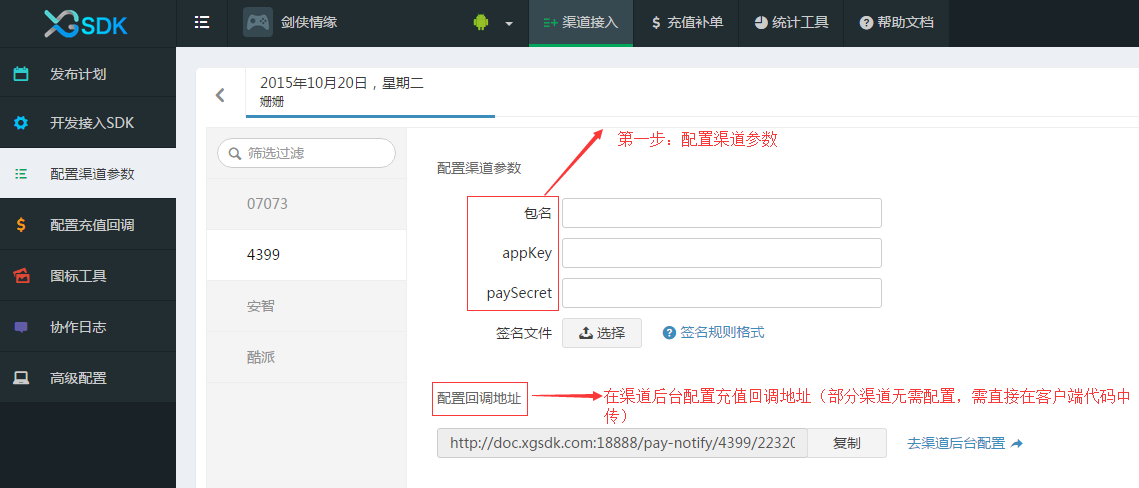 XGSDK
剑侠情缘
渠道接入
$ 充值补单
统计工具
帮助文档
发布计划
开发接入SDK
配置渠道参数
配置充值回调
图标工具
协作日志
高级配置
2015年10月20日，星期二
姗姗
筛选过滤
07073
4399
安智
酷派
第一步：配置渠道参数
配置渠道参数
包名
appKey
paySecret
签名文件
选择
签名规则格式
配置回调地址
在渠道后台配置充值回调地址（部分渠道无需配置，需直接在客户端代码中
传）
http://doc.xgsdk.com:18888/pay-notify/4399/22320
复制
去渠道后台配置